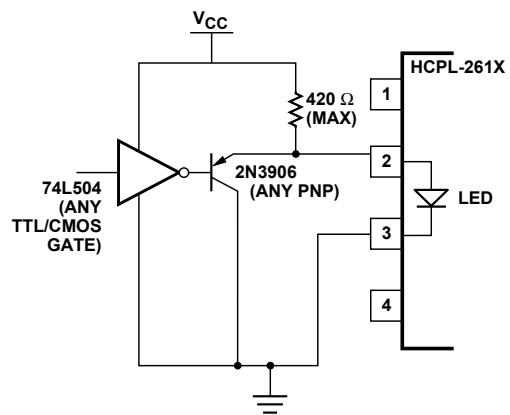 VCC
HCPL-261X
1
420 Ω
(MAX)
2
2N3906
(ANY PNP)
74L504
(ANY
TTL/CMOS
GATE)
LED
3
4